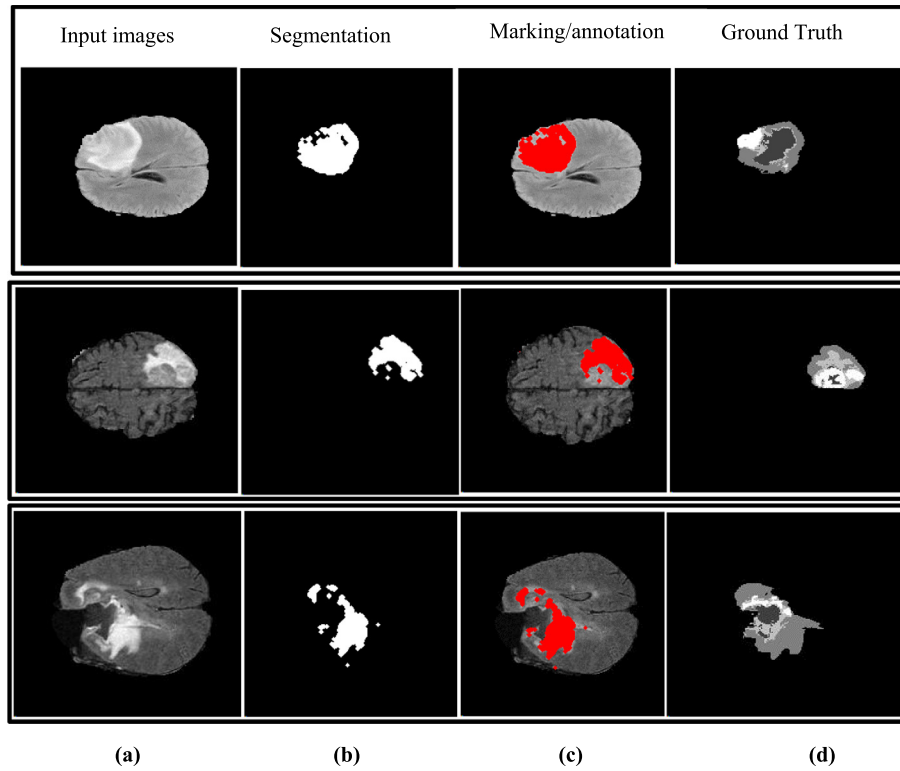 Input images Segmentation Marking/annotation Ground Truth
(a) (b) (c) (d)